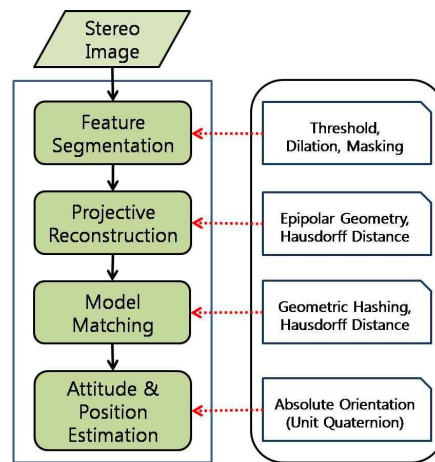 Stereo
Image
Feature
Segmentation
Threshold,
Dilation, Masking
Projective
Reconstruction
Epipolar Geometry,
Hausdorff Distance
Model
Matching
Geometric Hashing,
Hausdorff Distance
Attitude &
Position
Estimation
Absolute Orientation
(Unit Quaternion)